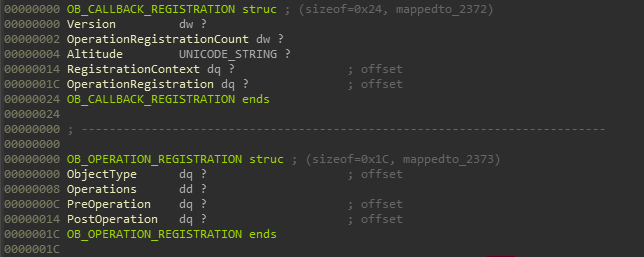 00000000 OB_CALLBACK_REGISTRATION struc ; (sizeof=0x24, mappedto_2372)
00000000 Version dw ?
00000002 OperationRegistrationCount dw ?
00000004 Altitude UNICODE_STRING ?
00000014 RegistrationContext dq ? ; offset
0000001C OperationRegistration dq ? ; offset
00000024 OB_CALLBACK_REGISTRATION ends
00000024
00000000 ; ---------------------------------------------------------------------------
00000000
00000000 OB_OPERATION_REGISTRATION struc ; (sizeof=0x1C, mappedto_2373)
00000000 ObjectType dq ? ; offset
00000008 Operations dd ?
0000000C PreOperation dq ? ; offset
00000014 PostOperation dq ? ; offset
0000001C OB_OPERATION_REGISTRATION ends
0000001C